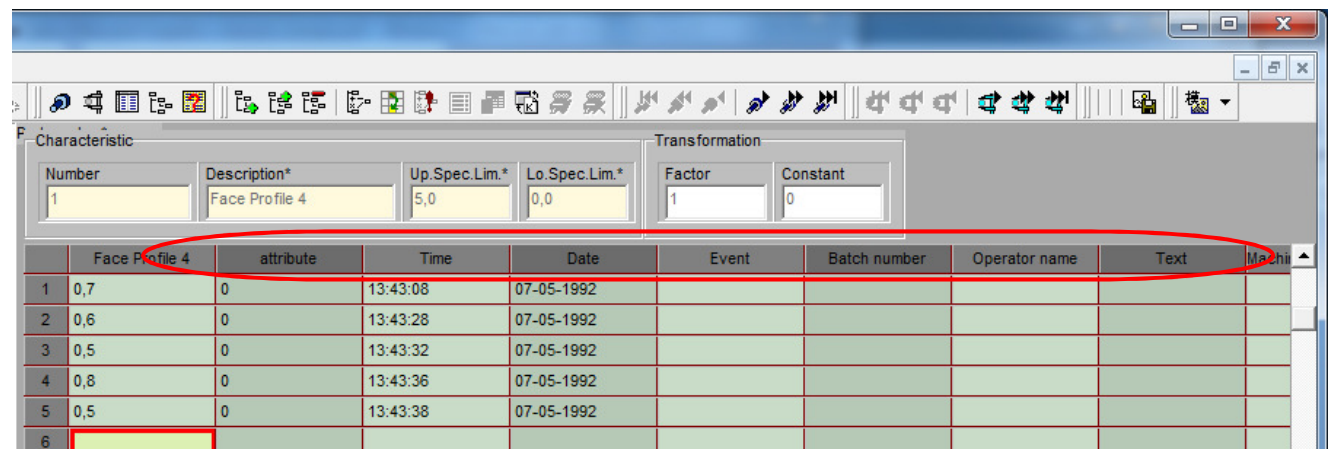 Characteristic
Transformation
Number Description* Up.Spec.Lim.* Lo.Spec.Lim.* Factor Constant
1 Face Profile 4 5,0 0,0 1 0
Face Profile 4 attribute Time Date Event Batch number Operator name Text Machi
1 0,7 0 13:43:08 07-05-1992
2 0,6 0 13:43:28 07-05-1992
3 0,5 0 13:43:32 07-05-1992
4 0,8 0 13:43:36 07-05-1992
5 0,5 0 13:43:38 07-05-1992
6